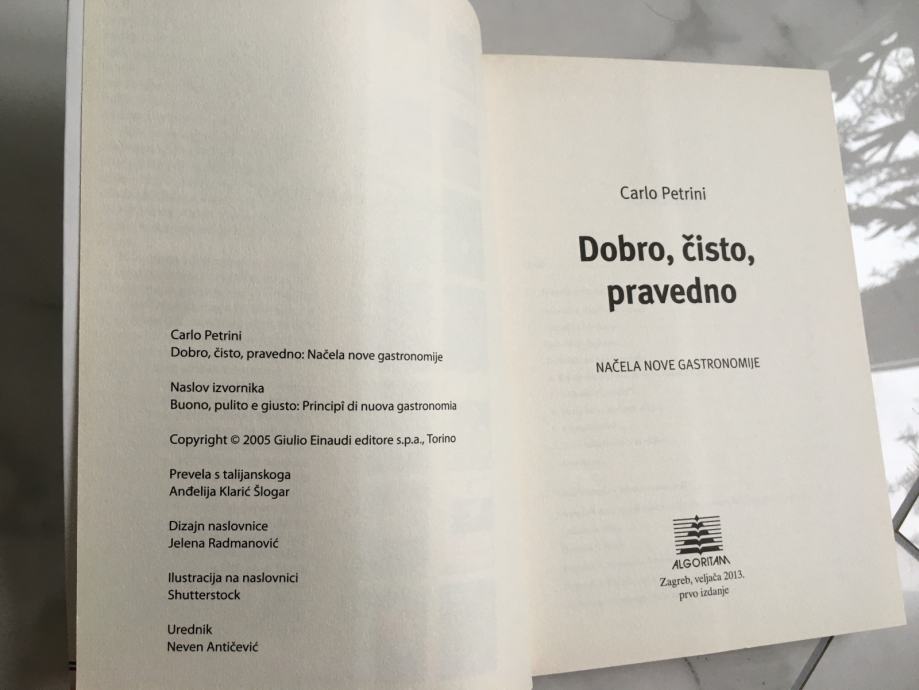 Carlo Petrini
Dobro, čisto, pravedno: Načela nove gastronomije
Naslov izvornika
Buono, pulito e giusto: Principî di nuova gastronomia
Copyright © 2005 Giulio Einaudi editore s.p.a., Torino
Prevela s talijanskoga
Anđelija Klarić Šlogar
Dizajn naslovnice
Jelena Radmanović
Ilustracija na naslovnici
Shutterstock
Urednik
Neven Antičević
Carlo Petrini
Dobro, čisto,
pravedno
NAČELA NOVE GASTRONOMIJE
ALGORITAM
Zagreb, veljača 2013.
prvo izdanje